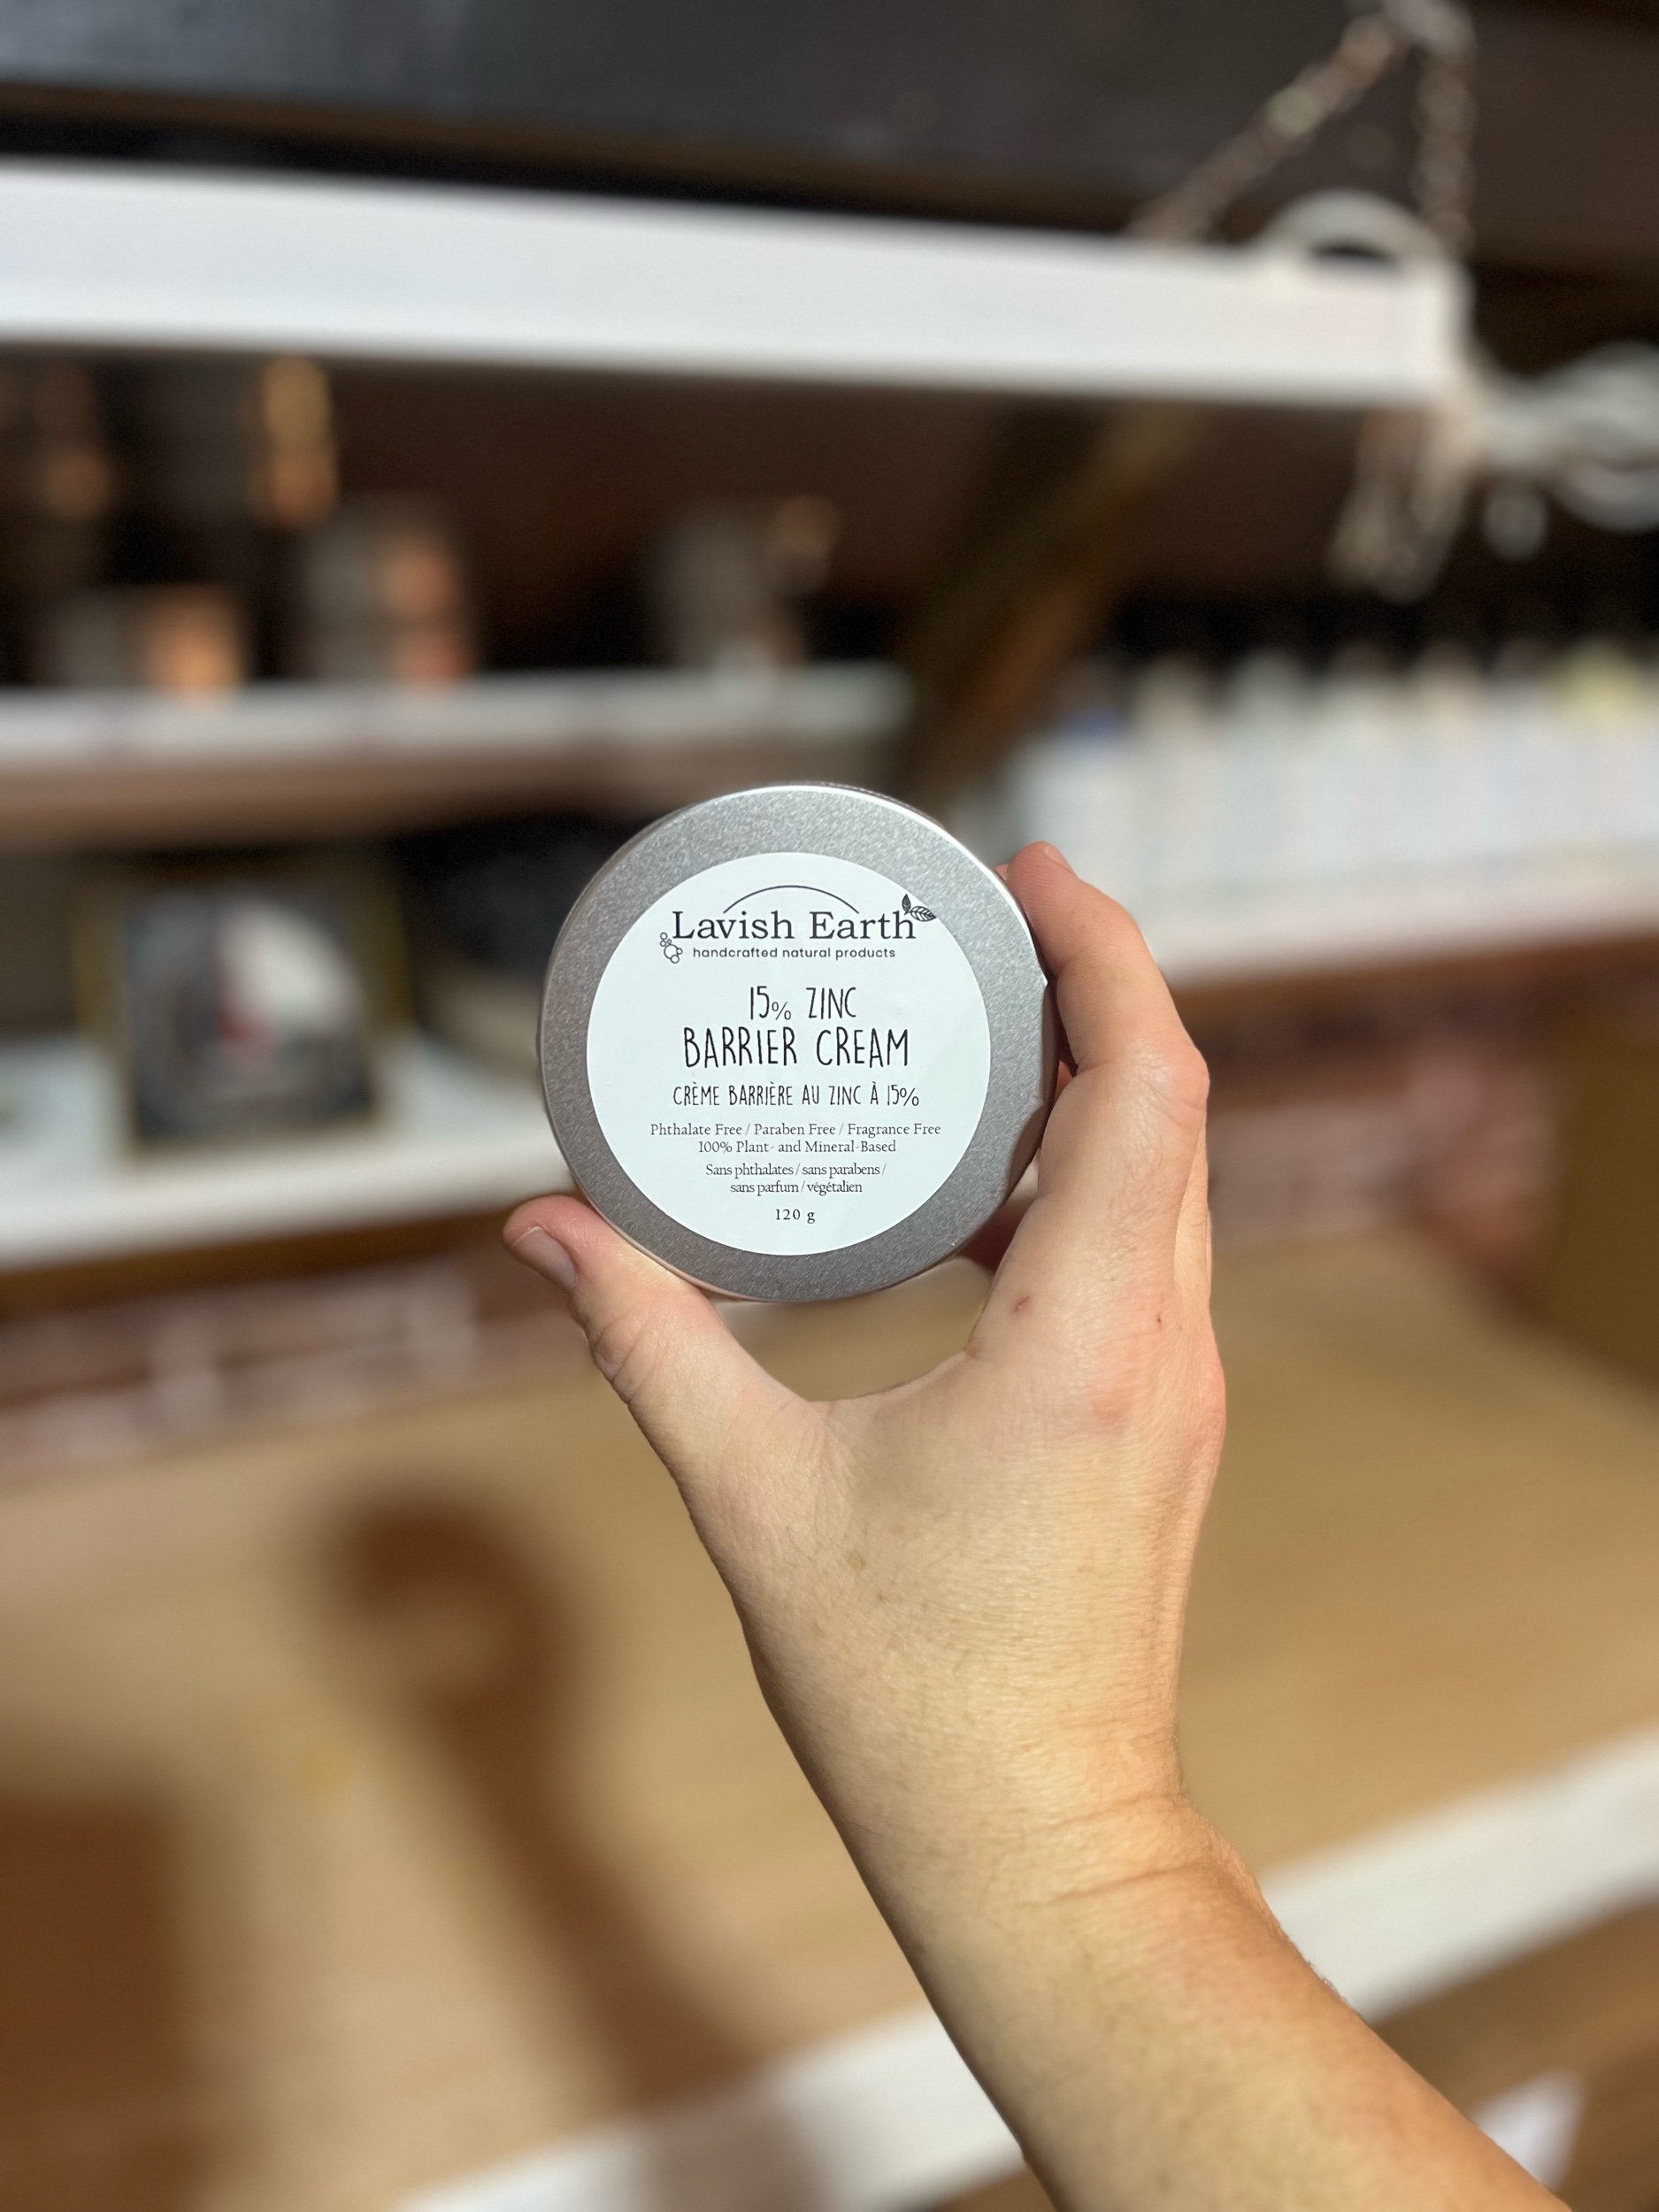 Lavish Earth
handcrafted natural products
15% ZINC
BARRIER CREAM
CRÈME BARRIÈRE AU ZINC À 15%
Phthalate Free / Paraben Free / Fragrance Free
100% Plant- and Mineral-Based
Sans phthalates / sans parabens /
sans parfum / végétalien
120 g